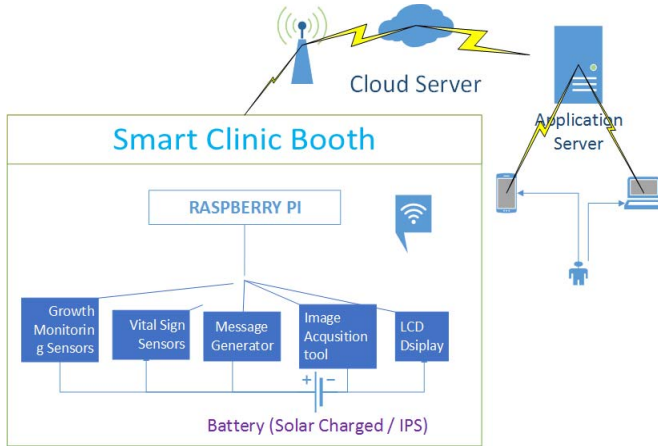 Cloud Server
Application
Server
Smart Clinic Booth
RASPBERRY PI
Growth
Monitorin
g Sensors
Vital Sign
Sensors
Message
Generator
Image
Acqusition
tool
LCD
Dsiplay
+ −
Battery (Solar Charged / IPS)